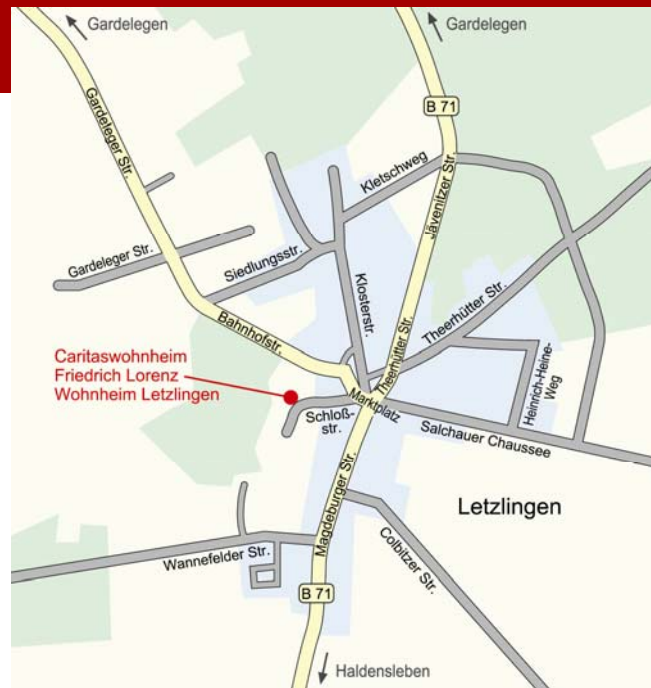 Gardelegen
Gardelegen
B 71
Gardeleger Str.
Kletschweg
Jävenitzer Str.
Gardeleger Str.
Siedlungsstr.
Klosterstr.
Theerhütter Str.
Bahnhofstr.
Theerhütter Str.
Heinrich-Heine-
Weg
Caritaswohnheim
Friedrich Lorenz
Wohnheim Letzlingen
Marktplatz
Schloß-
str.
Salchauer Chaussee
Magdeburger Str.
Letzlingen
Wannefelder Str.
Colbitzer Str.
B 71
Haldensleben